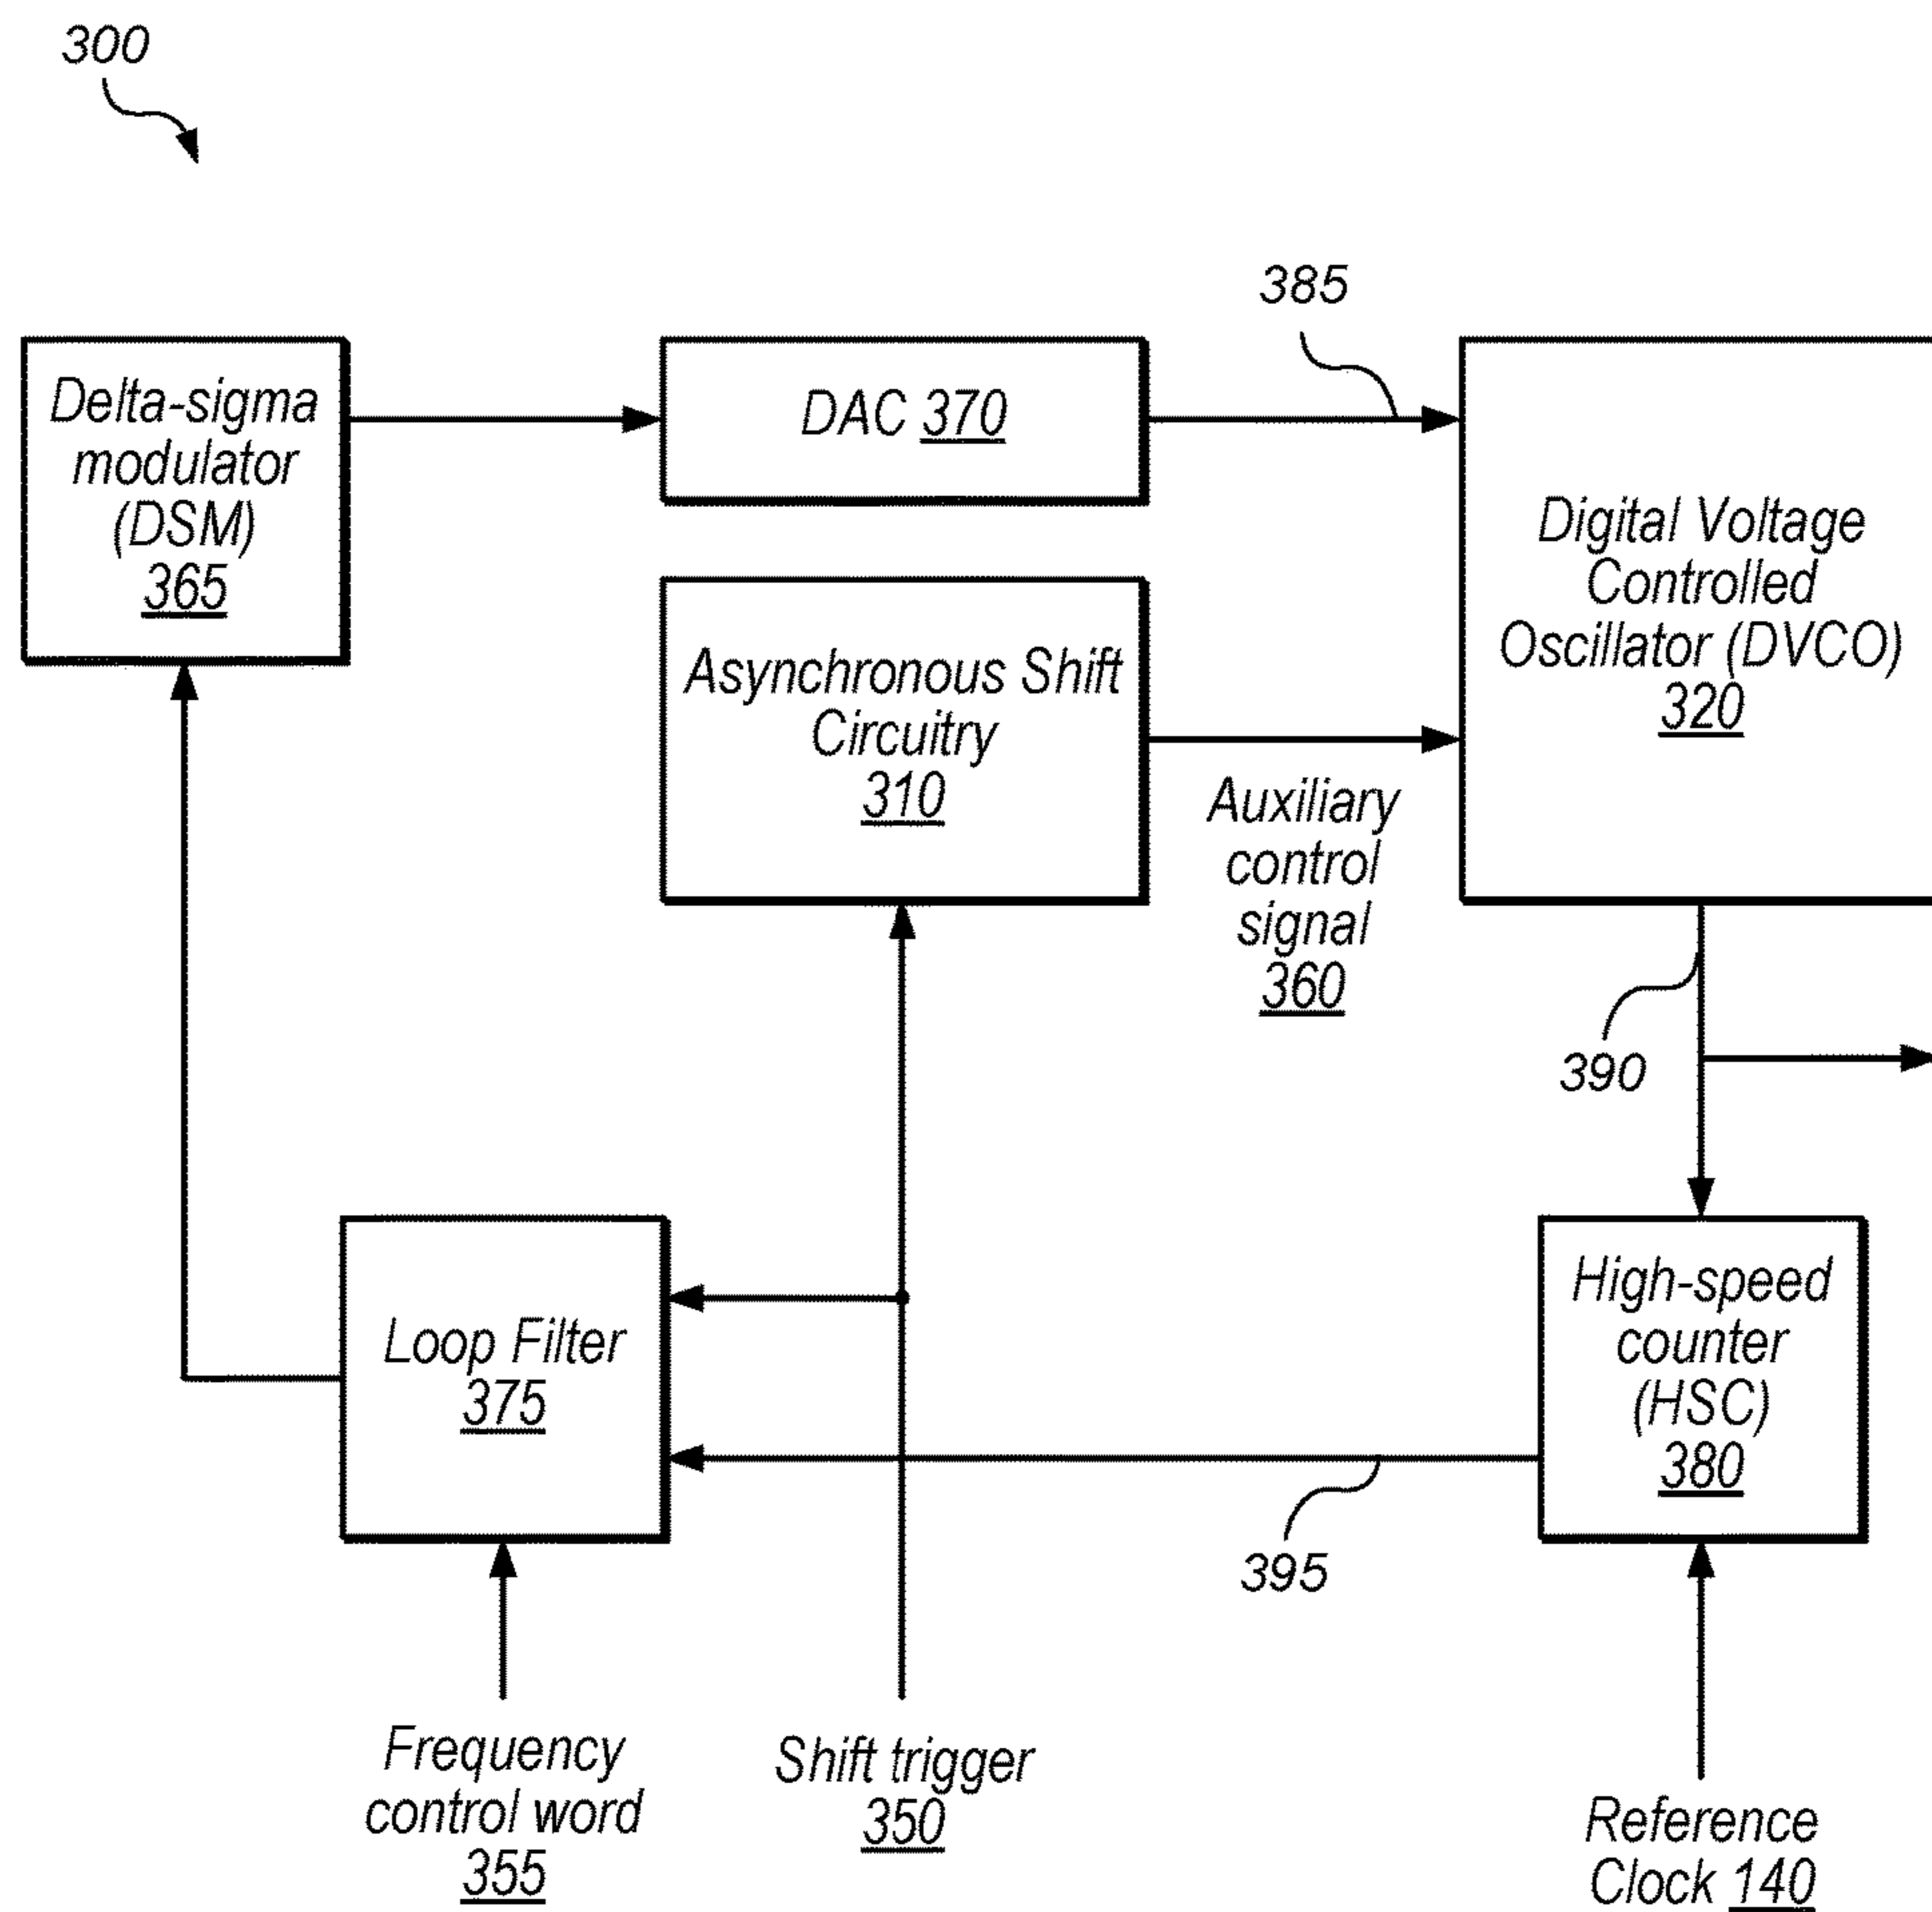 300
385
Delta-sigma
modulator
(DSM)
365
DAC 370
Digital Voltage
Controlled
Oscillator (DVCO)
320
Asynchronous Shift
Circuitry
310
Auxiliary
control
signal
360
390
Loop Filter
375
High-speed
counter
(HSC)
380
395
Frequency
control word
355
Shift trigger
350
Reference
Clock 140